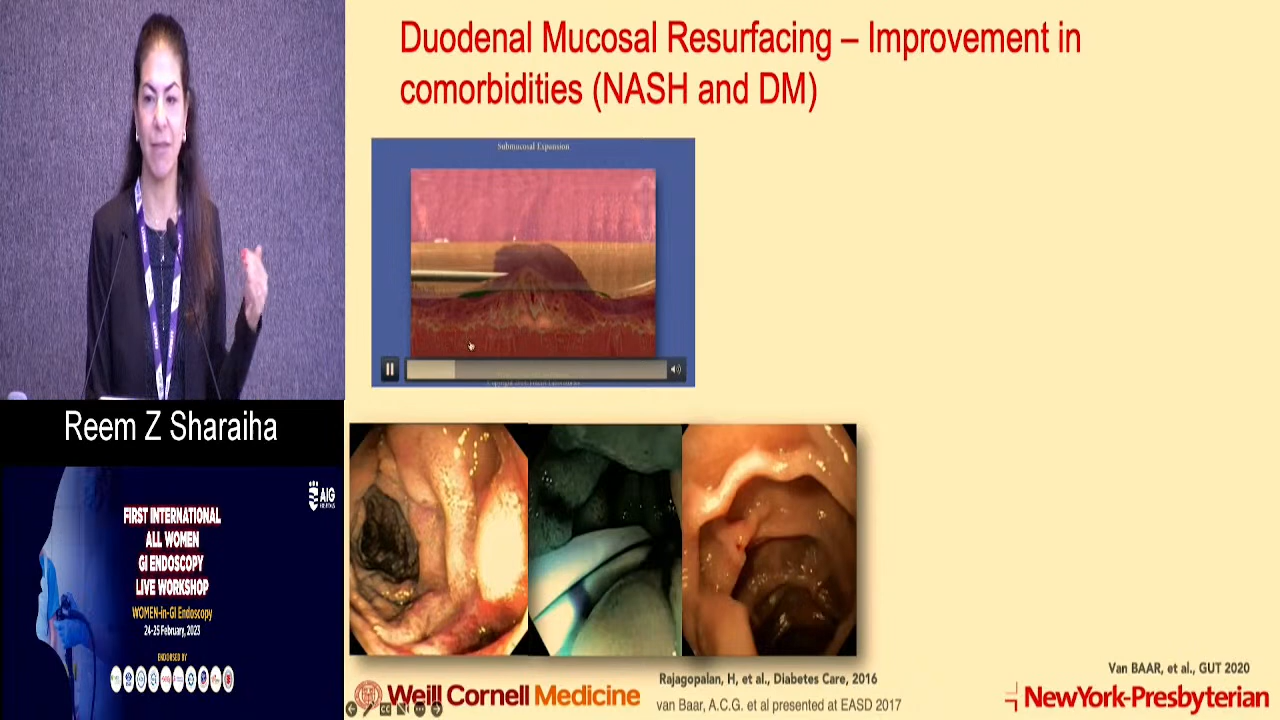 Duodenal Mucosal Resurfacing – Improvement in
comorbidities (NASH and DM)
Submucosal Expansion
Reem Z Sharaiha
AIG
HOSPITALS
FIRST INTERNATIONAL
ALL WOMEN
GI ENDOSCOPY
LIVE WORKSHOP
WOMEN-in-GI Endoscopy
24-25 February, 2023
ENDORSED BY
Rajagopalan, H, et al., Diabetes Care, 2016
van Baar, A.C.G. et al presented at EASD 2017
Van BAAR, et al., GUT 2020
Weill Cornell Medicine
NewYork-Presbyterian